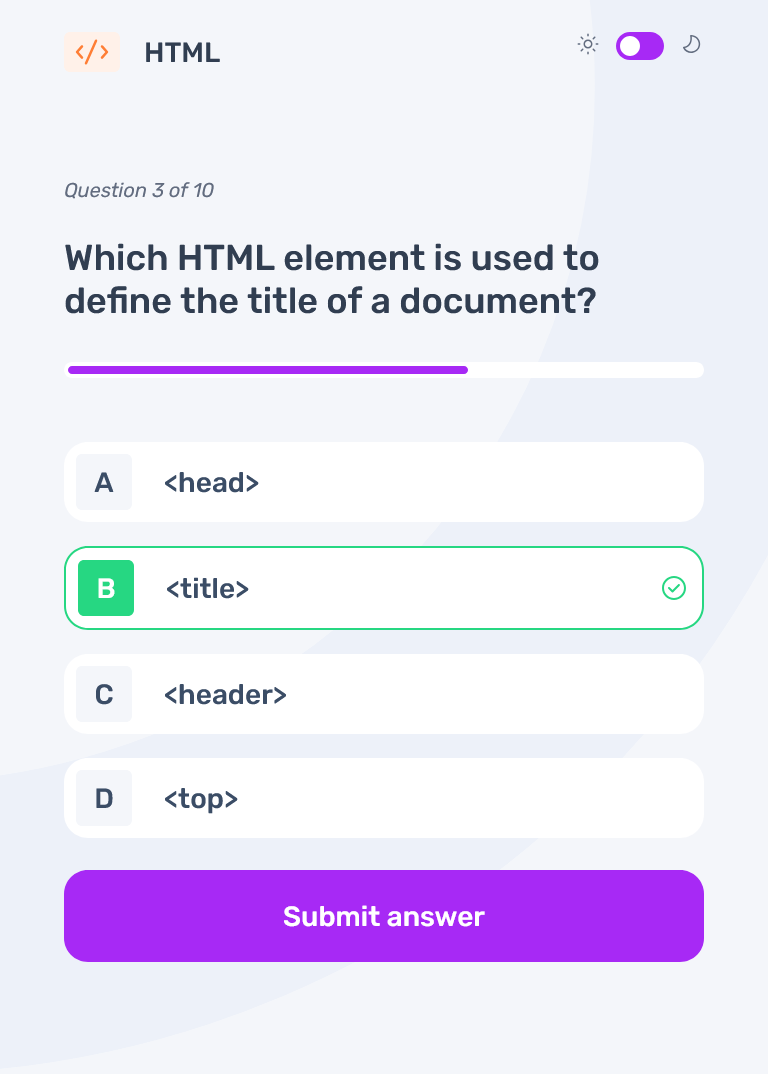 </> HTML
Question 3 of 10
Which HTML element is used to
define the title of a document?
A <head>
B <title>
C <header>
D <top>
Submit answer